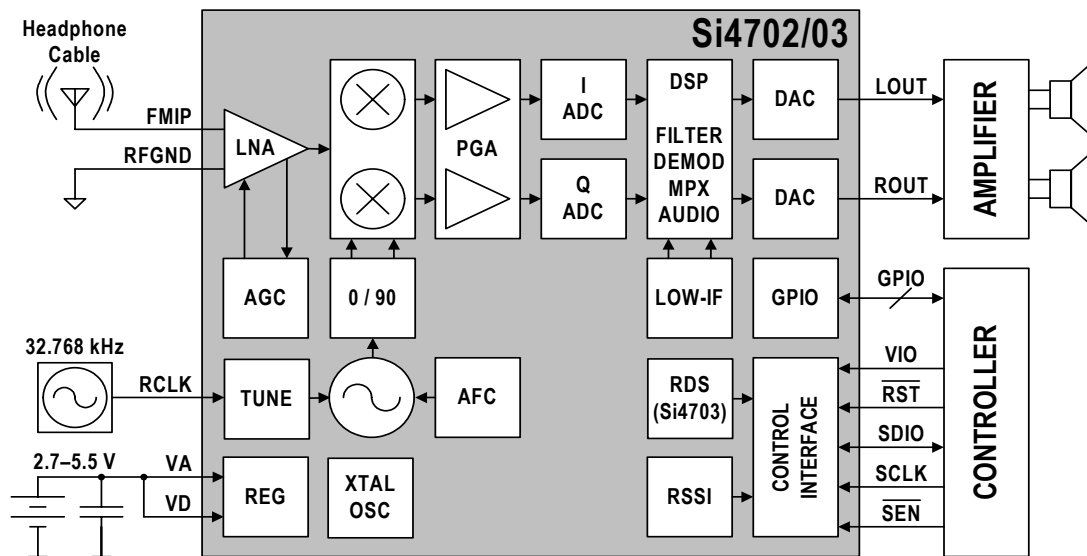 Si4702/03
Headphone
Cable
FMIP
RFGND
LNA
PGA
I
ADC
Q
ADC
DSP
FILTER
DEMOD
MPX
AUDIO
DAC
DAC
LOUT
ROUT
AMPLIFIER
AGC
0 / 90
LOW-IF
GPIO
GPIO
32.768 kHz
RCLK
TUNE
AFC
RDS
(Si4703)
CONTROL
INTERFACE
VIO
RST
SDIO
SCLK
SEN
CONTROLLER
2.7–5.5 V
VA
VD
REG
XTAL
OSC
RSSI